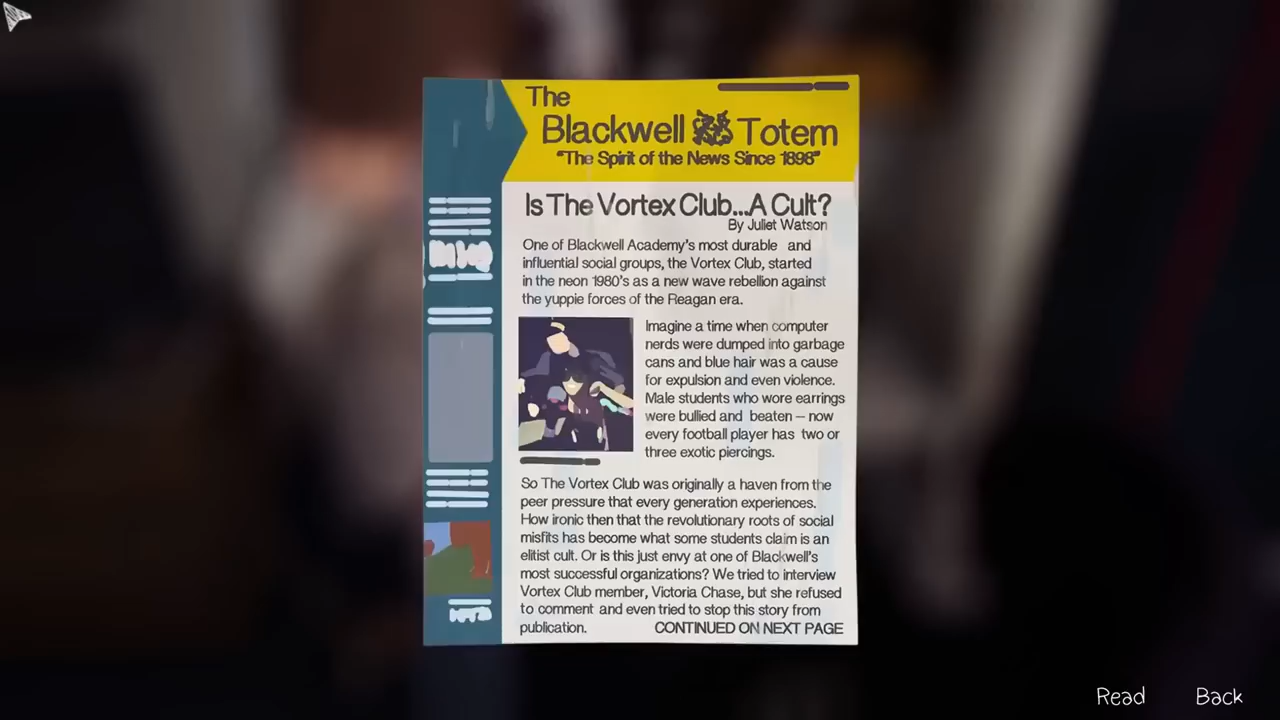 The
Blackwell Totem
"The Spirit of the News Since 1898"
Is The Vortex Club...A Cult?
By Juliet Watson
One of Blackwell Academy's most durable and
influential social groups, the Vortex Club, started
in the neon 1980's as a new wave rebellion against
the yuppie forces of the Reagan era.
Imagine a time when computer
nerds were dumped into garbage
cans and blue hair was a cause
for expulsion and even violence.
Male students who wore earrings
were bullied and beaten – now
every football player has two or
three exotic piercings.
So The Vortex Club was originally a haven from the
peer pressure that every generation experiences.
How ironic then that the revolutionary roots of social
misfits has become what some students claim is an
elitist cult. Or is this just envy at one of Blackwell's
most successful organizations? We tried to interview
Vortex Club member, Victoria Chase, but she refused
to comment and even tried to stop this story from
publication.
CONTINUED ON NEXT PAGE
Read
Back